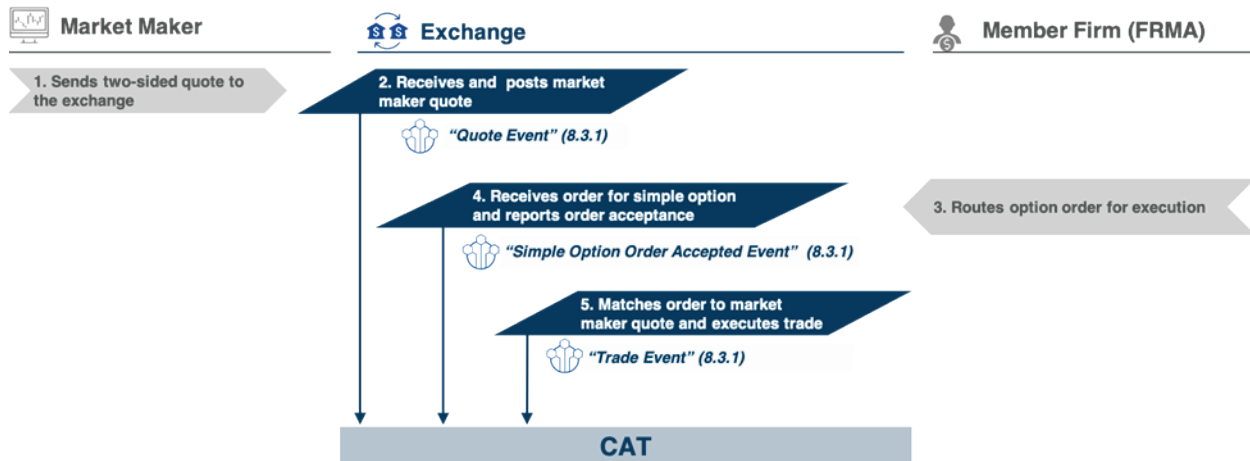 Market Maker
Exchange
Member Firm (FRMA)
1. Sends two-sided quote to
the exchange
2. Receives and posts market
maker quote
"Quote Event" (8.3.1)
4. Receives order for simple option
and reports order acceptance
3. Routes option order for execution
"Simple Option Order Accepted Event" (8.3.1)
5. Matches order to market
maker quote and executes trade
"Trade Event" (8.3.1)
CAT